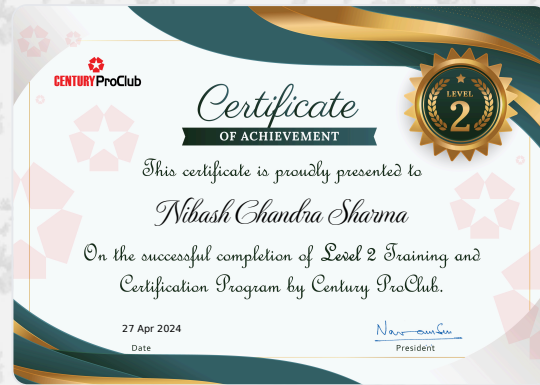 CENTURY ProClub
LEVEL
2
Certificate
OF ACHIEVEMENT
This certificate is proudly presented to
Nibash Chandra Sharma
On the successful completion of Level 2 Training and
Certification Program by Century ProClub.
27 Apr 2024
Date
President